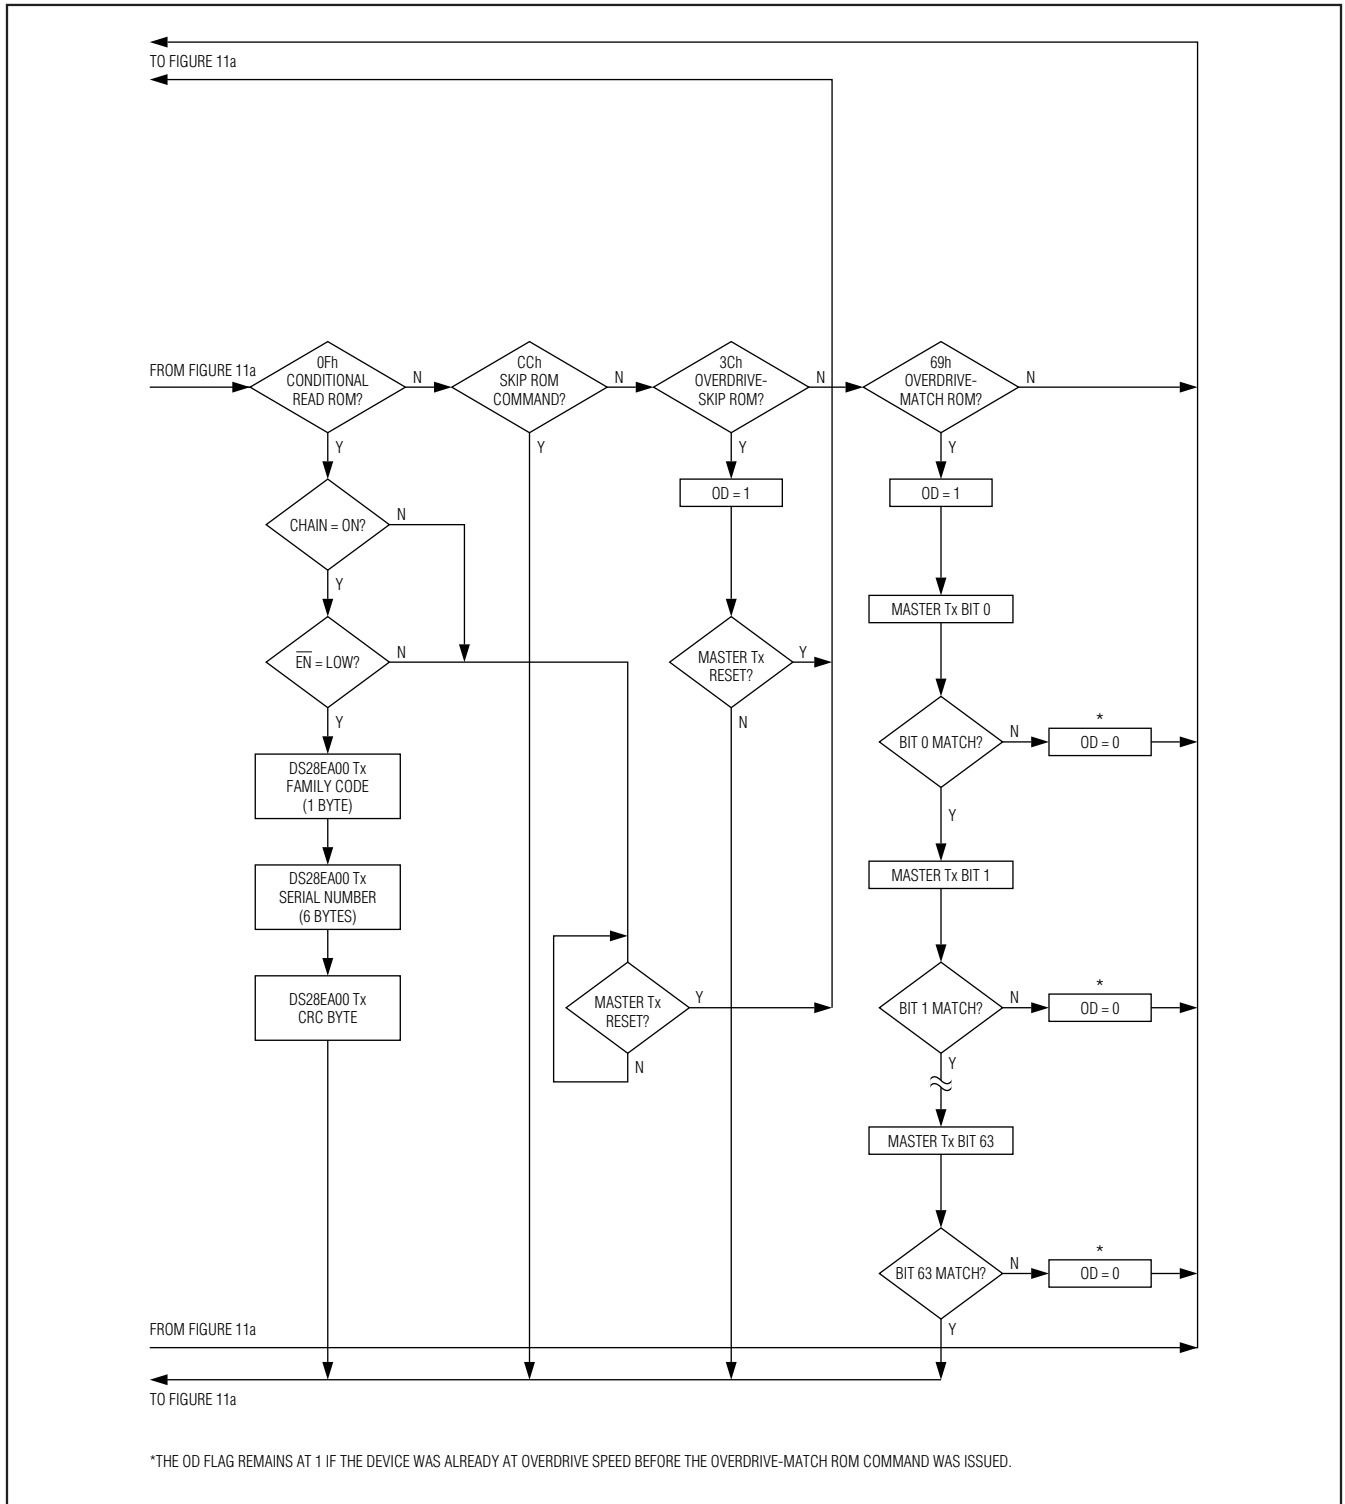 TO FIGURE 11a
FROM FIGURE 11a
0Fh
CONDITIONAL
READ ROM?
N
CCh
SKIP ROM
COMMAND?
N
3Ch
OVERDRIVE-
SKIP ROM?
N
69h
OVERDRIVE-
MATCH ROM?
N
Y
Y
Y
Y
CHAIN = ON?
N
OD = 1
OD = 1
Y
MASTER Tx BIT 0
EN = LOW?
N
MASTER Tx
RESET?
Y
Y
N
BIT 0 MATCH?
N
*
OD = 0
DS28EA00 Tx
FAMILY CODE
(1 BYTE)
Y
DS28EA00 Tx
SERIAL NUMBER
(6 BYTES)
MASTER Tx BIT 1
DS28EA00 Tx
CRC BYTE
MASTER Tx
RESET?
Y
N
BIT 1 MATCH?
N
*
OD = 0
Y
MASTER Tx BIT 63
BIT 63 MATCH?
N
*
OD = 0
Y
FROM FIGURE 11a
TO FIGURE 11a
*THE OD FLAG REMAINS AT 1 IF THE DEVICE WAS ALREADY AT OVERDRIVE SPEED BEFORE THE OVERDRIVE-MATCH ROM COMMAND WAS ISSUED.